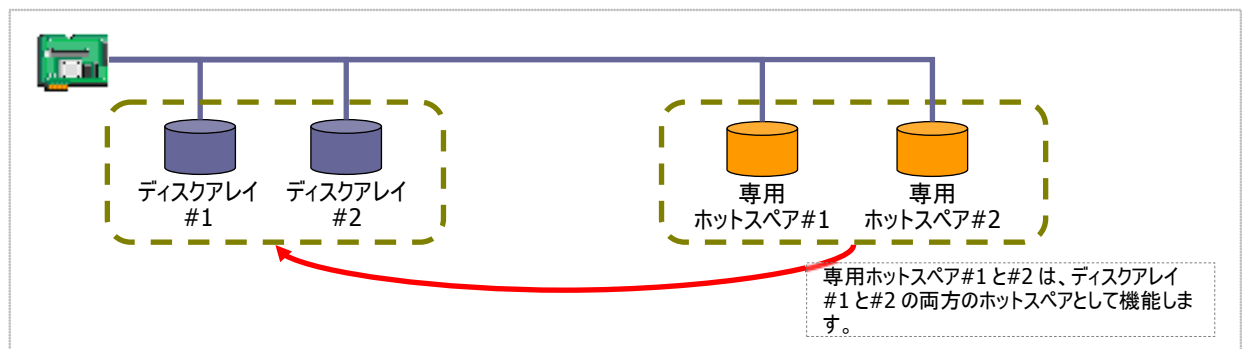 ディスクアレイ
#1
ディスクアレイ
#2
専用
ホットスペア#1
専用
ホットスペア#2
専用ホットスペア#1 と#2 は、ディスクアレイ
#1 と#2 の両方のホットスペアとして機能しま
す。